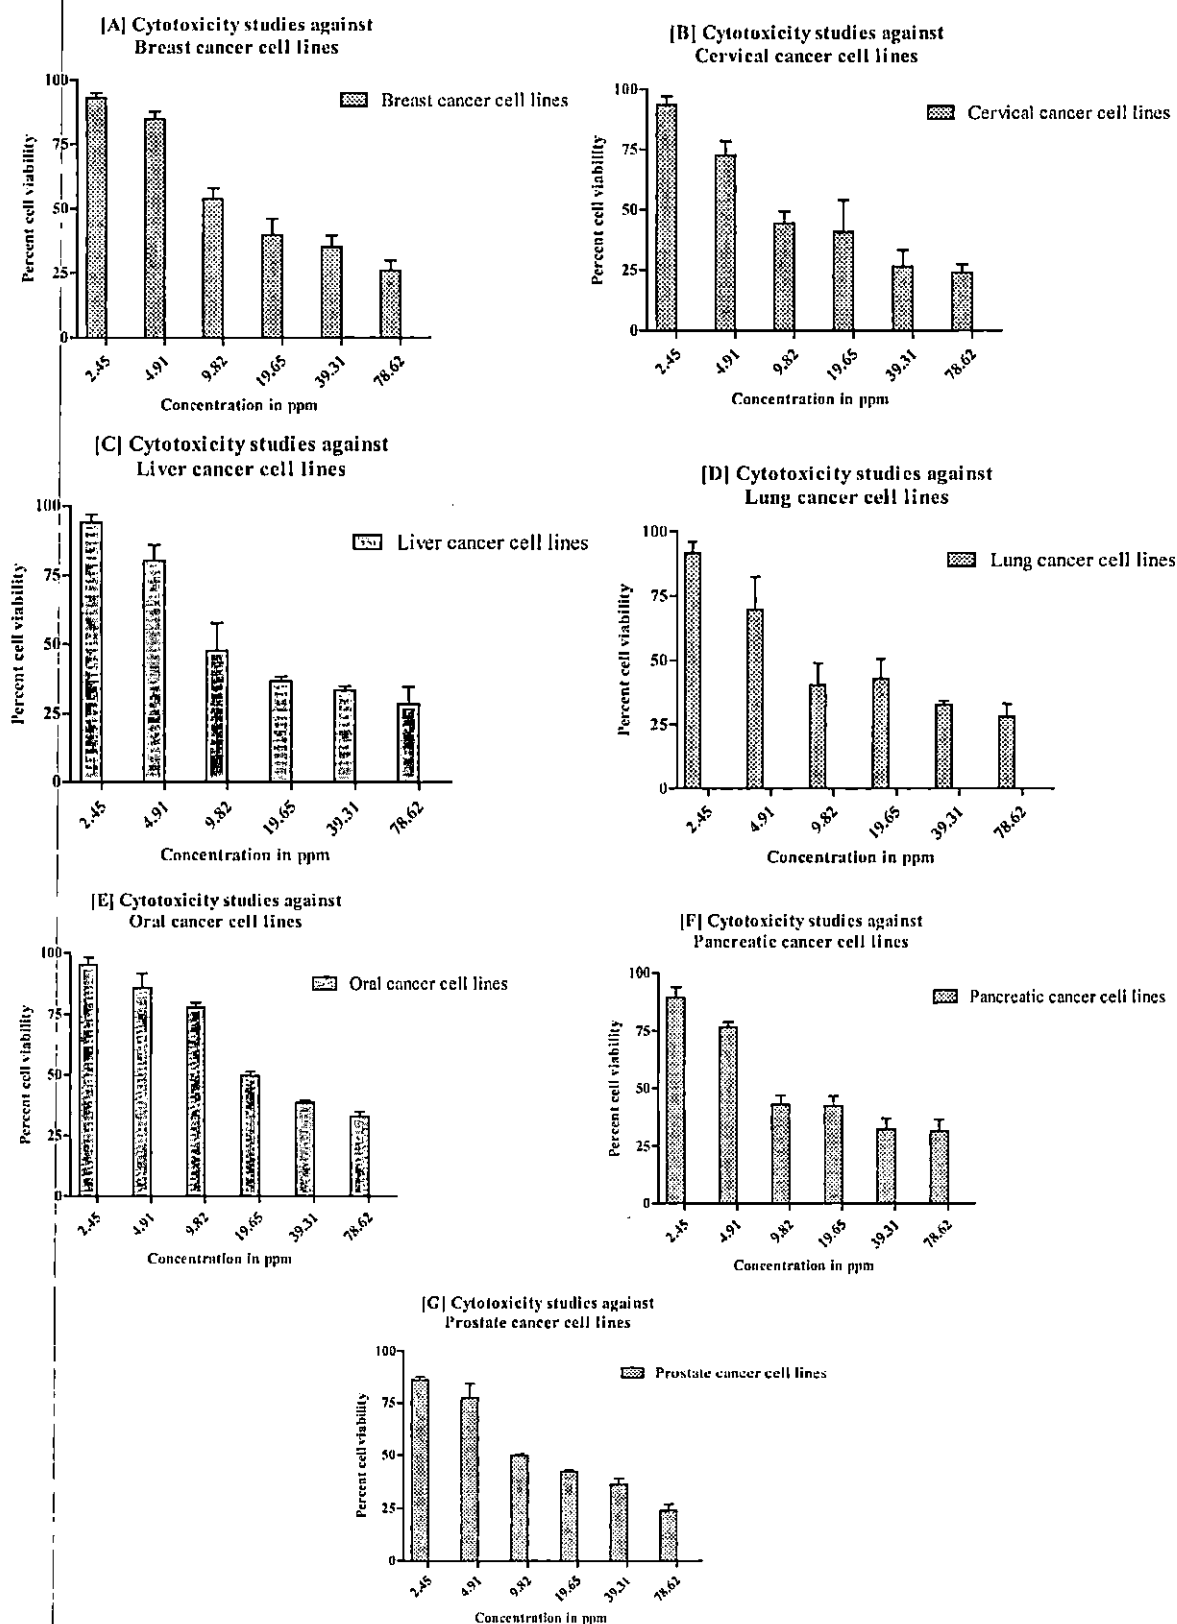 [A] Cytotoxicity studies against
Breast cancer cell lines
100
75
50
25
0
Percent cell viability
Breast cancer cell lines
2.45
4.91
9.82
19.65
39.31
78.62
Concentration in ppm
[B] Cytotoxicity studies against
Cervical cancer cell lines
100
75
50
25
0
Percent cell viability
Cervical cancer cell lines
2.45
4.91
9.82
19.65
39.31
78.62
Concentration in ppm
[C] Cytotoxicity studies against
Liver cancer cell lines
100
75
50
25
0
Percent cell viability
Liver cancer cell lines
2.45
4.91
9.82
19.65
39.31
78.62
Concentration in ppm
[D] Cytotoxicity studies against
Lung cancer cell lines
100
75
50
25
0
Percent cell viability
Lung cancer cell lines
2.45
4.91
9.82
19.65
39.31
78.62
Concentration in ppm
[E] Cytotoxicity studies against
Oral cancer cell lines
100
75
50
25
0
Percent cell viability
Oral cancer cell lines
2.45
4.91
9.82
19.65
39.31
78.62
Concentration in ppm
[F] Cytotoxicity studies against
Pancreatic cancer cell lines
100
75
50
25
0
Percent cell viability
Pancreatic cancer cell lines
2.45
4.91
9.82
19.65
39.31
78.62
Concentration in ppm
[G] Cytotoxicity studies against
Prostate cancer cell lines
100
75
50
25
0
Percent cell viability
Prostate cancer cell lines
2.45
4.91
9.82
19.65
39.31
78.62
Concentration in ppm